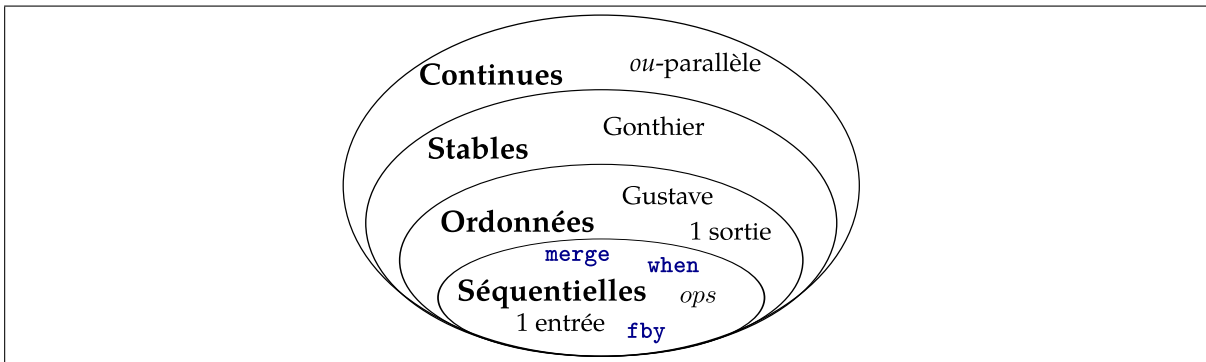 Continues ou-parallèle
Stables Gonthier
Gustave
Ordonnées 1 sortie
merge when
Séquentielles ops
1 entrée fby